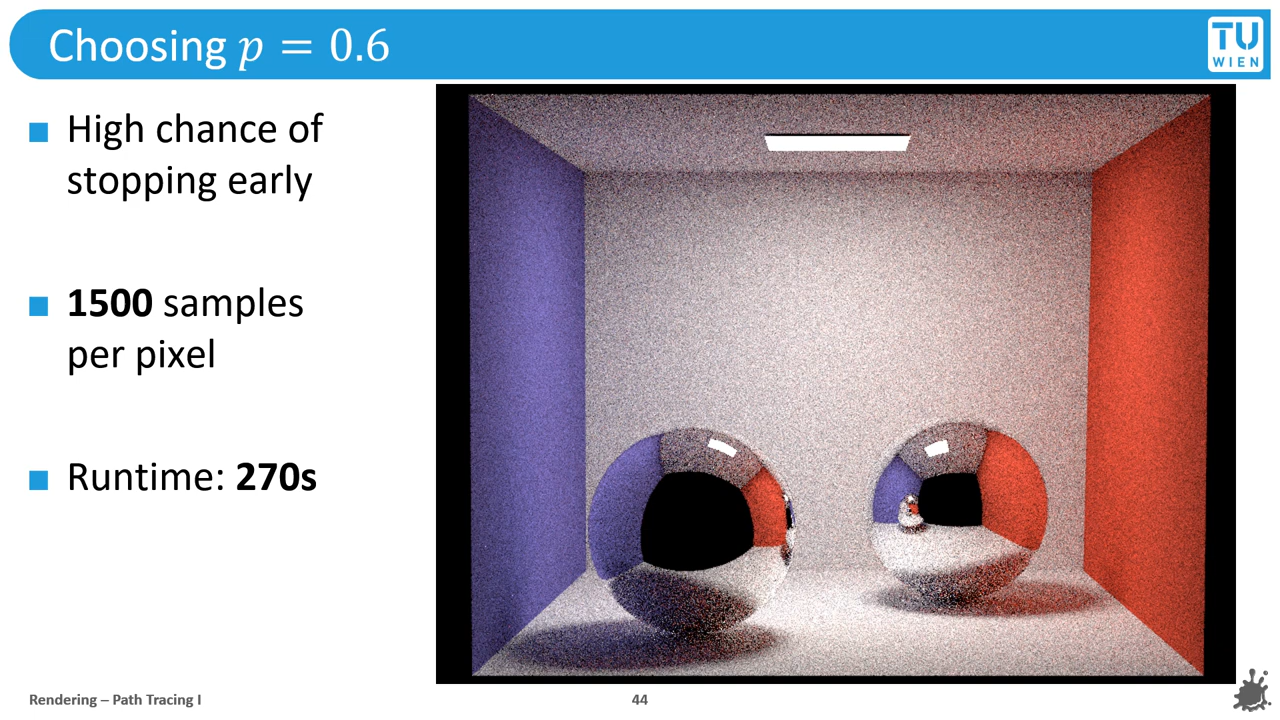 Choosing p = 0.6
TU
WIEN
High chance of
stopping early
1500 samples
per pixel
Runtime: 270s
Rendering – Path Tracing I
44